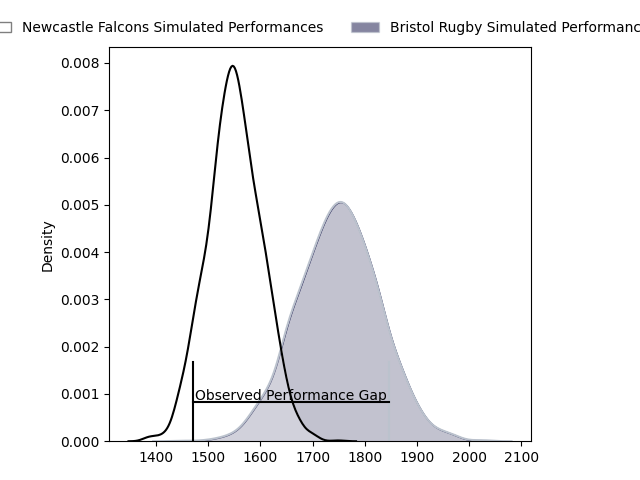 Newcastle Falcons Simulated Performances
Bristol Rugby Simulated
0.008
0.007
0.006
0.005
0.004
0.003
0.002
0.001
0.000
Density
Observed Performance Gap
1400 1500 1600 1700 1800 1900 2000 2100